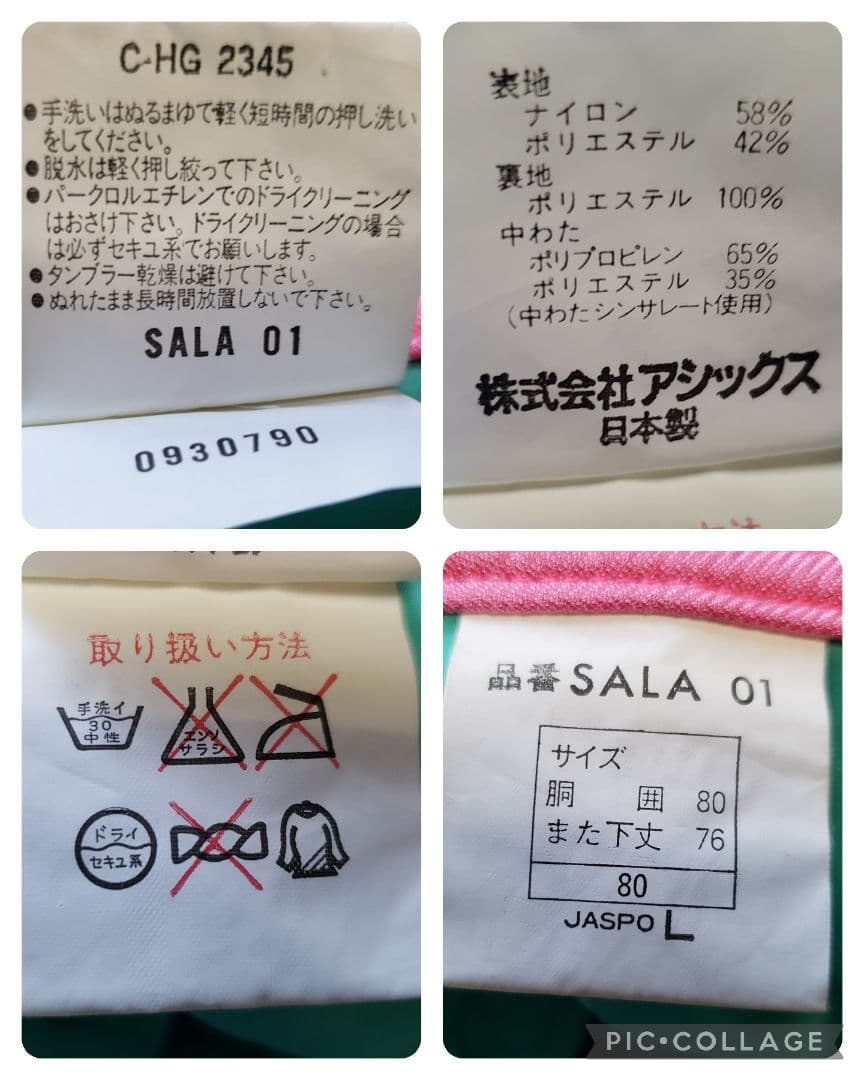 C-HG 2345
●手洗いはぬるまゆで軽く短時間の押し洗い
をしてください。
●脱水は軽く押し絞って下さい。
●パークロルエチレンでのドライクリーニング
はおさけ下さい。ドライクリーニングの場合
は必ずセキユ系でお願いします。
●タンブラー乾燥は避けて下さい。
●ぬれたまま長時間放置しないで下さい。
SALA 01
0930790
表地
ナイロン 58%
ポリエステル 42%
裏地
ポリエステル 100%
中わた
ポリプロピレン 65%
ポリエステル 35%
(中わたシンサレート使用)
株式会社アシックス
日本製
取り扱い方法
手洗イ
30
中性
エンソ
サラシ
ドライ
セキユ系
品番SALA 01
サイズ
胴囲 80
また下丈 76
80
JASPO L
PIC•COLLAGE